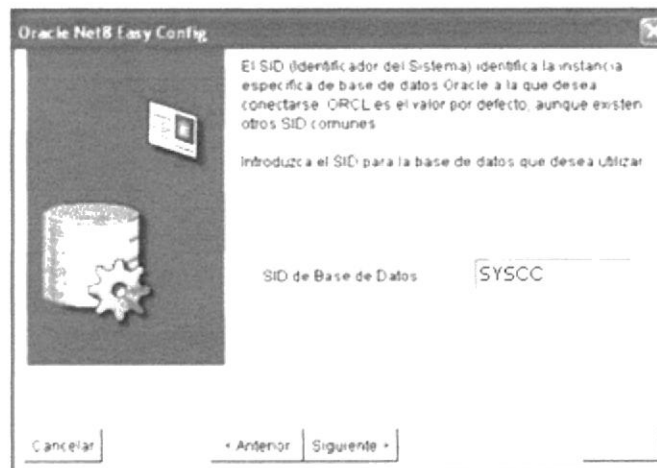 Oracle Net8 Easy Config
El SID (Identificador del Sistema) identifica la instancia
especifica de base de datos Oracle a la que desea
conectarse. ORCL es el valor por defecto, aunque existen
otros SID comunes
Introduzca el SID para la base de datos que desea utilizar
SID de Base de Datos
SYSCC
Cancelar
< Anterior
Siguiente >